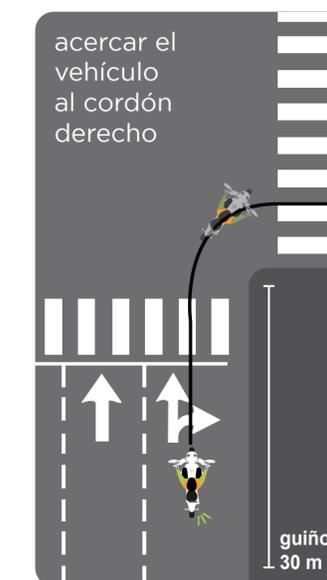 acercar el
vehículo
al cordón
derecho
guiño
30 m